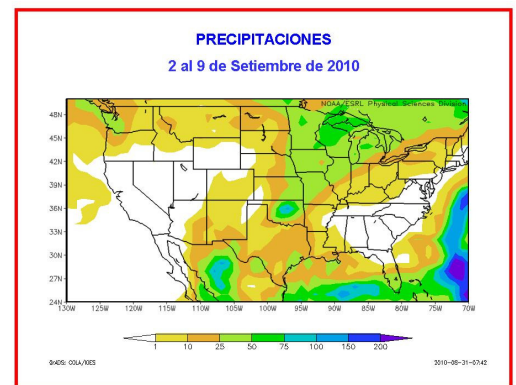 PRECIPITACIONES
2 al 9 de Setiembre de 2010
NOAA/ESRL Physical Sciences Division
48N
45N
42N
39N
36N
33N
30N
27N
24N
130W 125W 120W 115W 110W 105W 100W 95W 90W 85W 80W 75W 70W
1 10 25 50 75 100 150 200
GrADS: COLA/IGES 2010-08-31-07:42